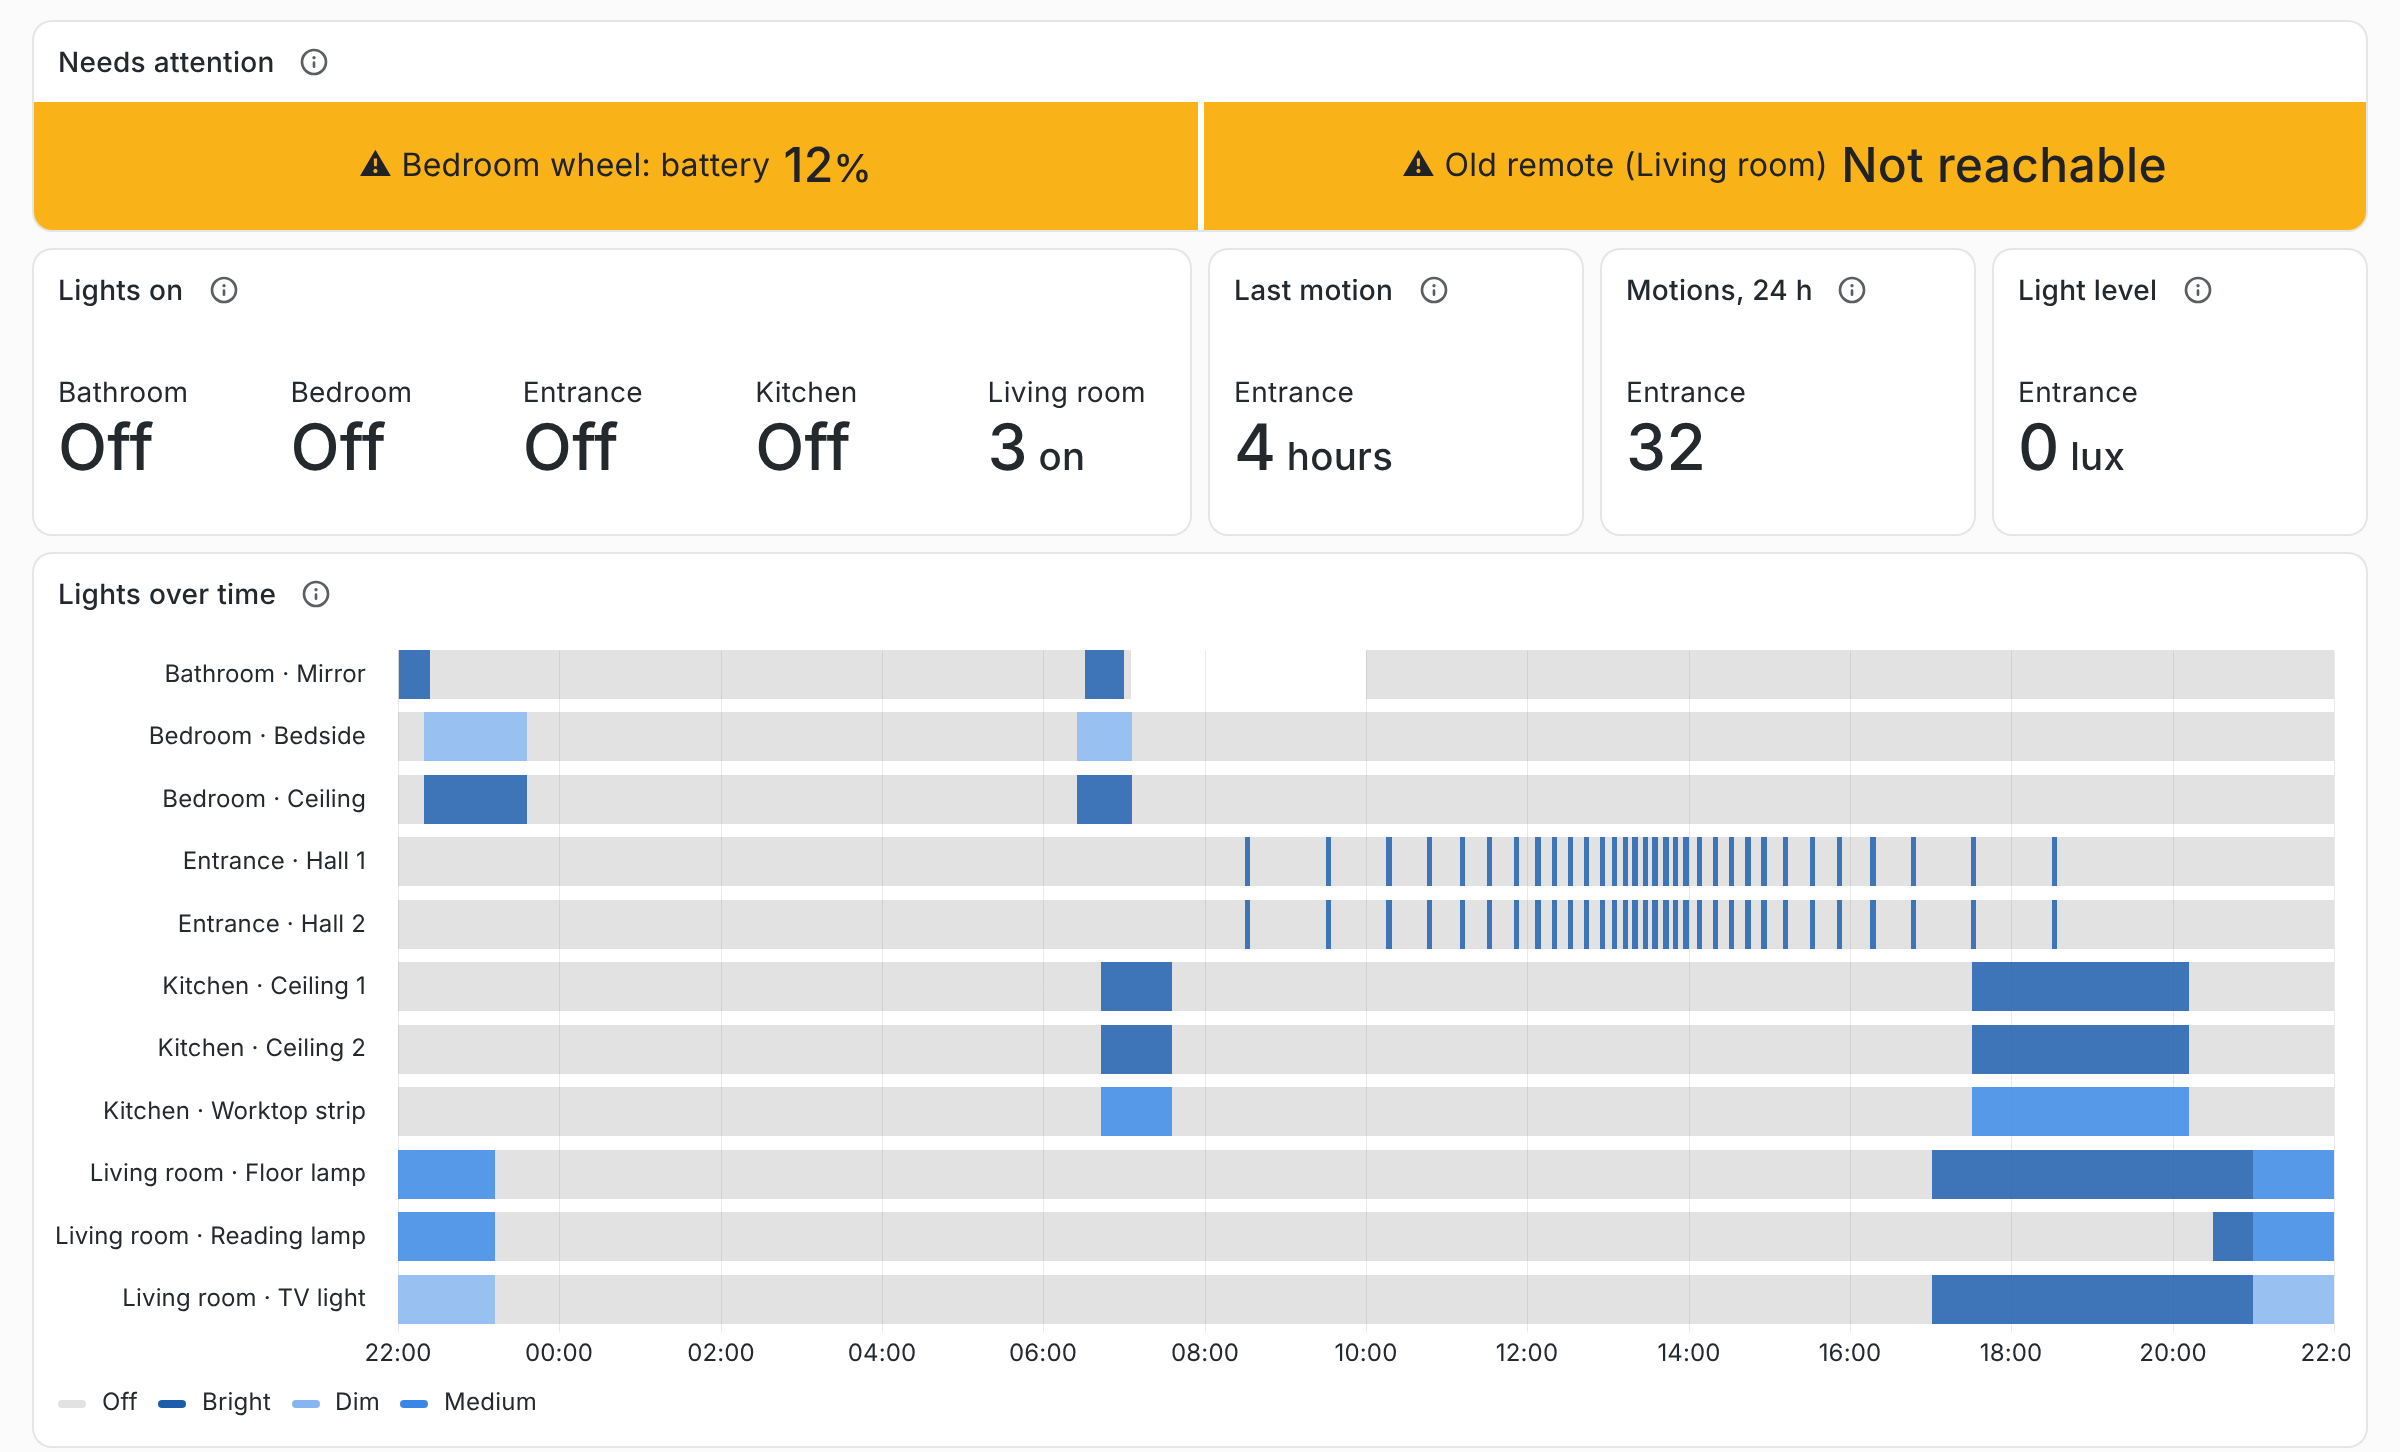 Needs attention
Bedroom wheel: battery 12%
Old remote (Living room) Not reachable
Lights on
Bathroom
Off
Bedroom
Off
Entrance
Off
Kitchen
Off
Living room
3 on
Last motion
Entrance
4 hours
Motions, 24 h
Entrance
32
Light level
Entrance
0 lux
Lights over time
Bathroom · Mirror
Bedroom · Bedside
Bedroom · Ceiling
Entrance · Hall 1
Entrance · Hall 2
Kitchen · Ceiling 1
Kitchen · Ceiling 2
Kitchen · Worktop strip
Living room · Floor lamp
Living room · Reading lamp
Living room · TV light
22:00 00:00 02:00 04:00 06:00 08:00 10:00 12:00 14:00 16:00 18:00 20:00 22:0
Off Bright Dim Medium